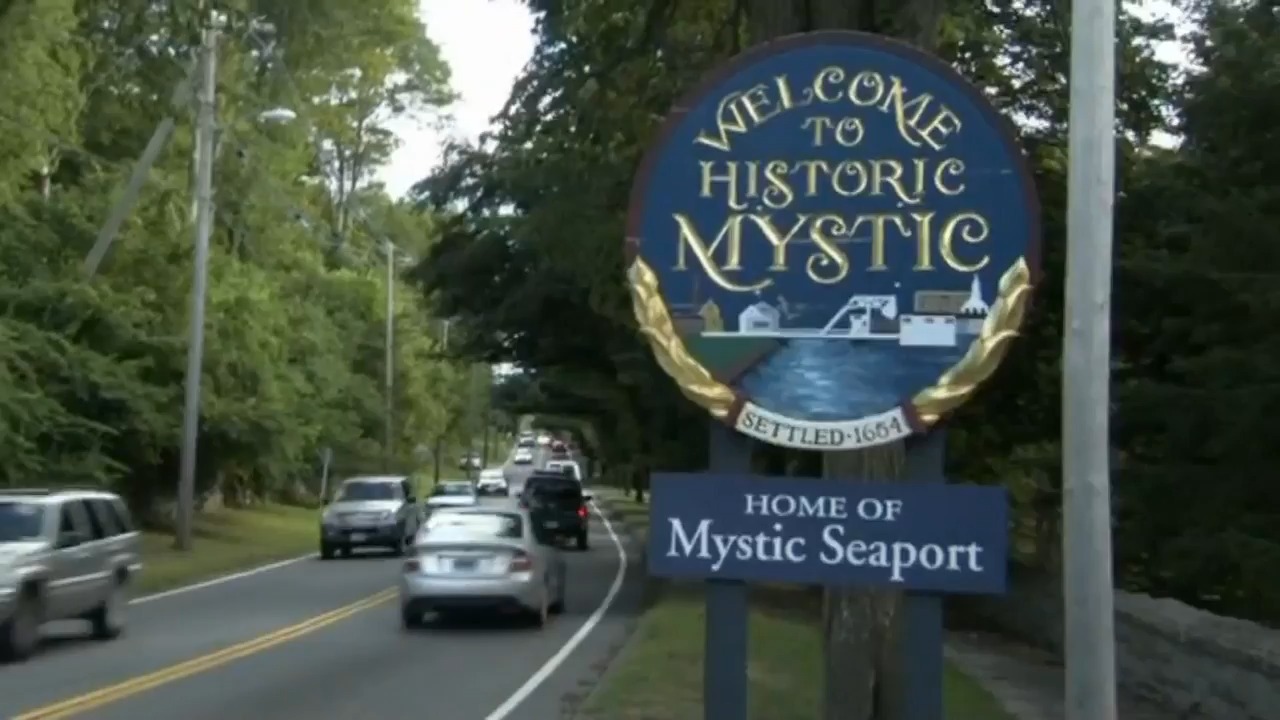 WELCOME
TO
HISTORIC
MYSTIC
SETTLED·1654
HOME OF
Mystic Seaport